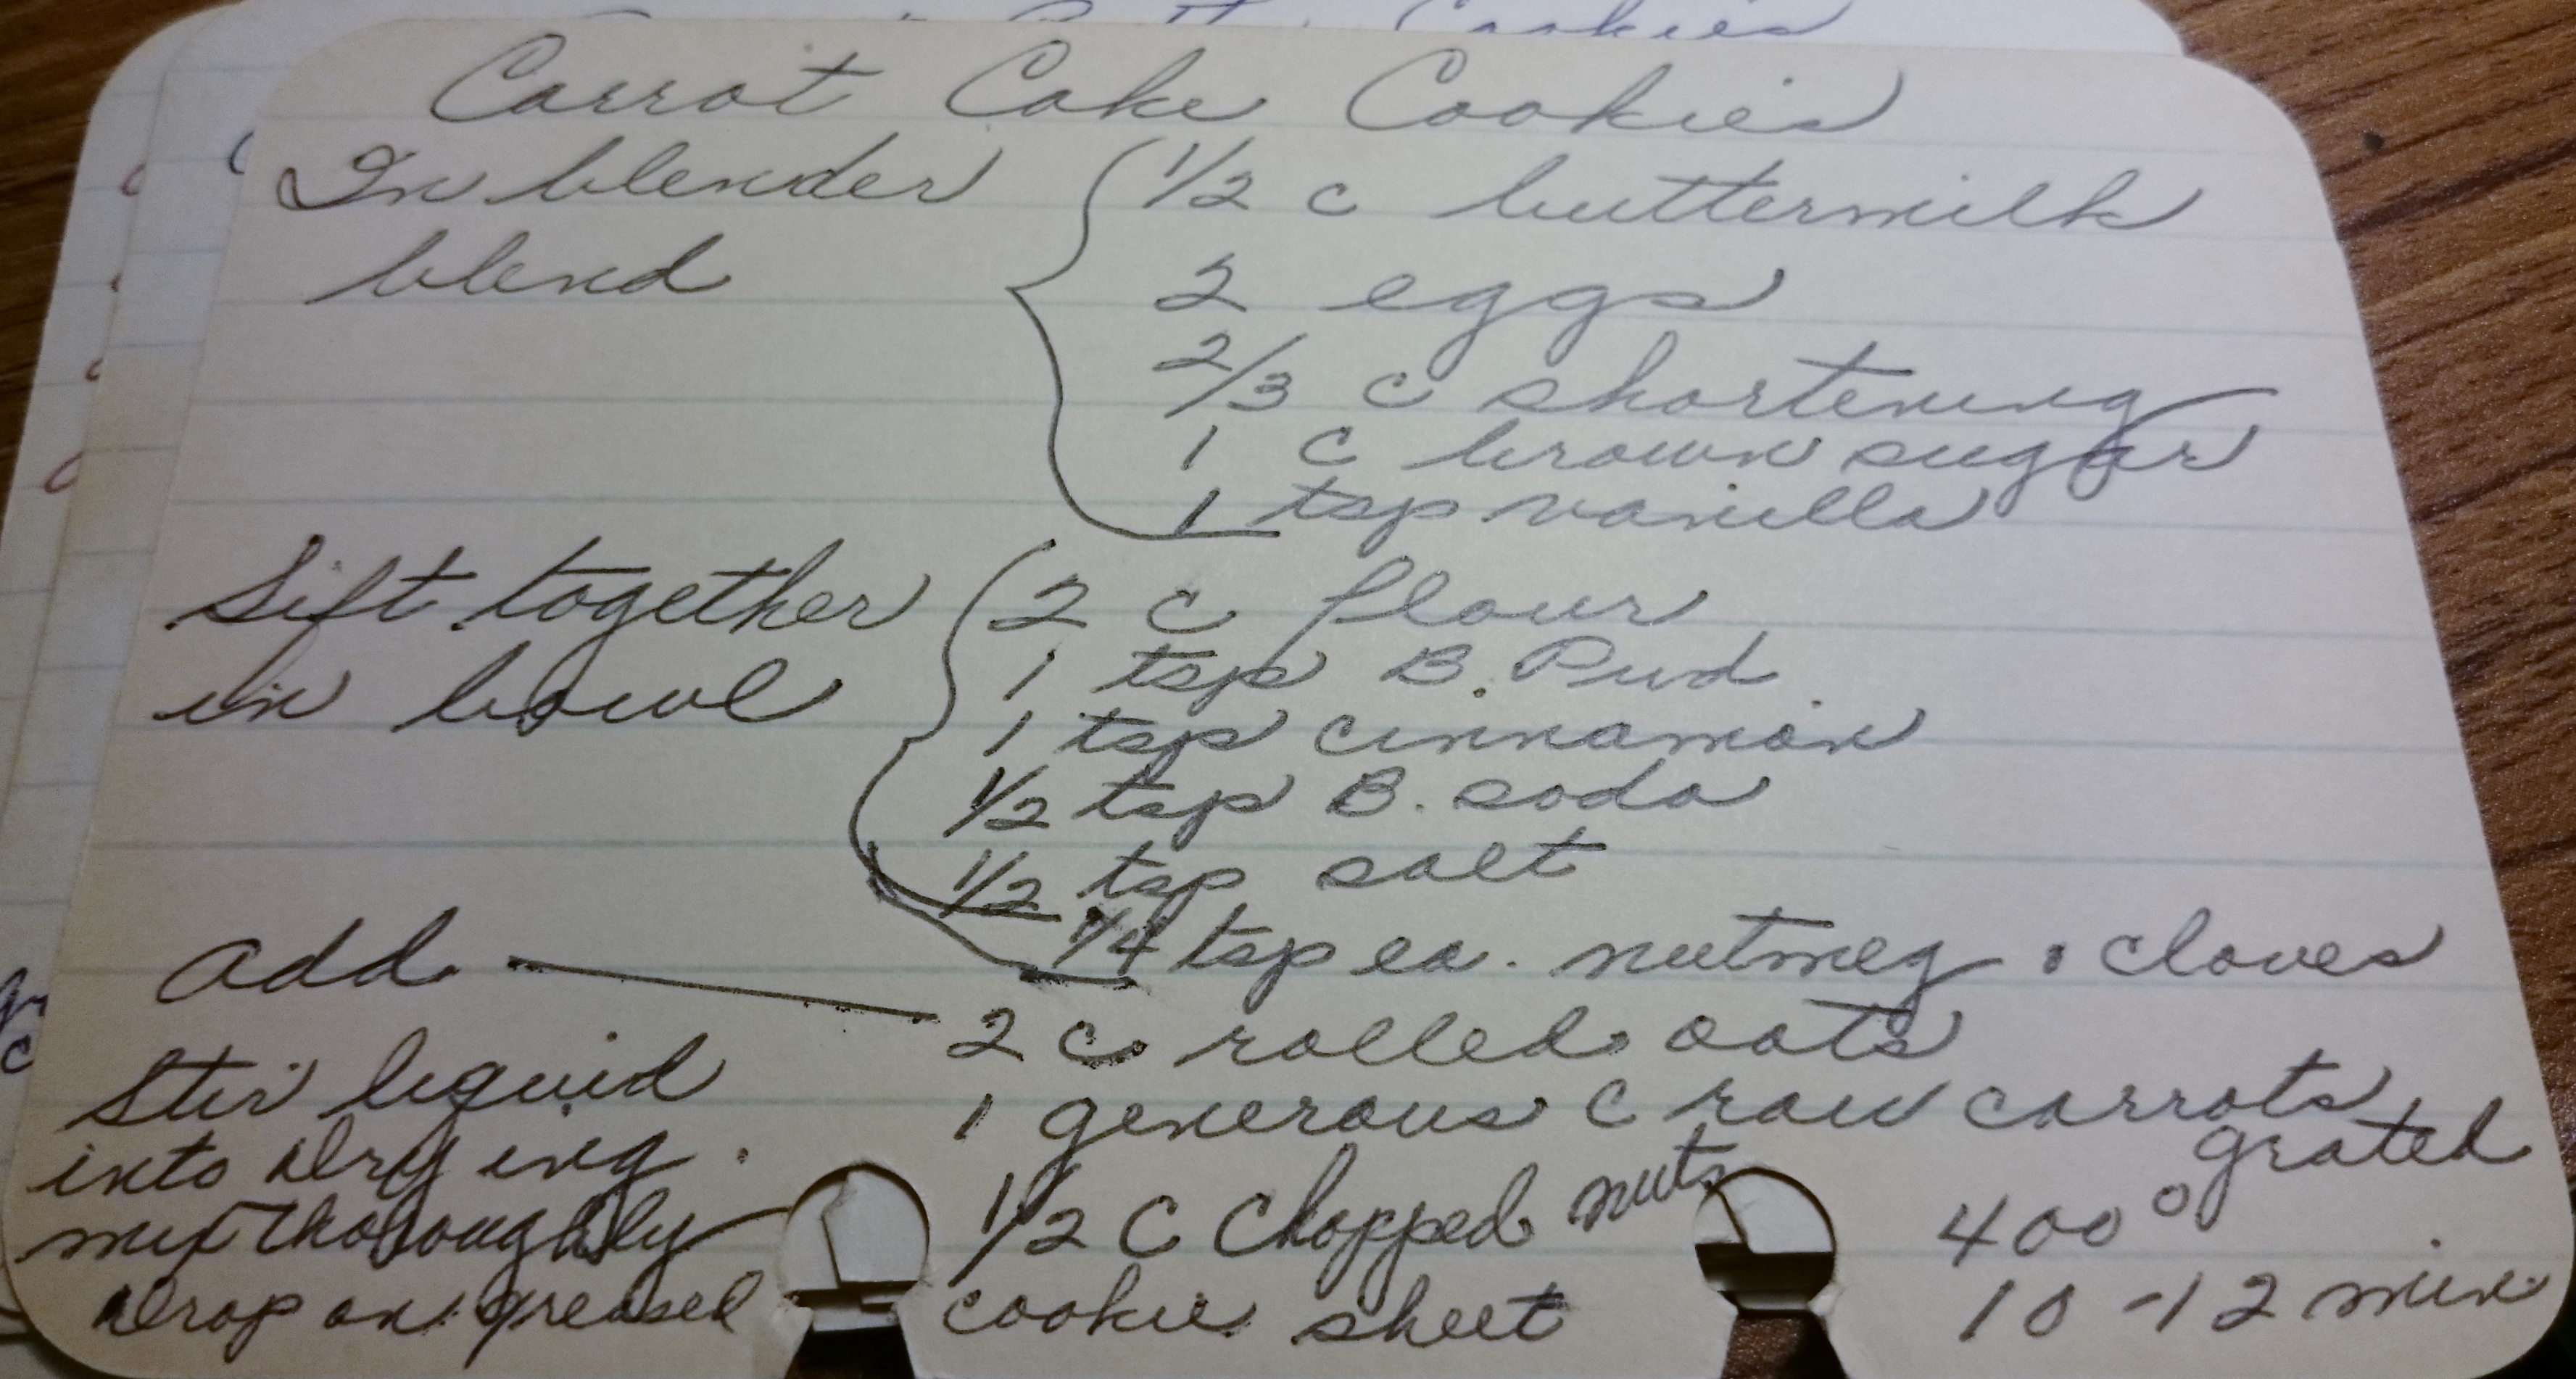 Cookies
Carrot Cake Cookies
In blender { 1/2 c buttermilk
blend 2 eggs
2/3 c shortening
1 c brown sugar
1 tsp vanilla
Sift together { 2 c flour
in bowl 1 tsp B. Pwd.
1 tsp cinnamon
1/2 tsp B. soda
1/2 tsp salt
1/4 tsp ea. nutmeg, cloves
Add — 2 c rolled oats
Stir liquid 1 generous c raw carrots
grated
into dry ing.
mix thoroughly 1/2 C Chopped nuts 400°
Drop on greased cookie sheet 10-12 min